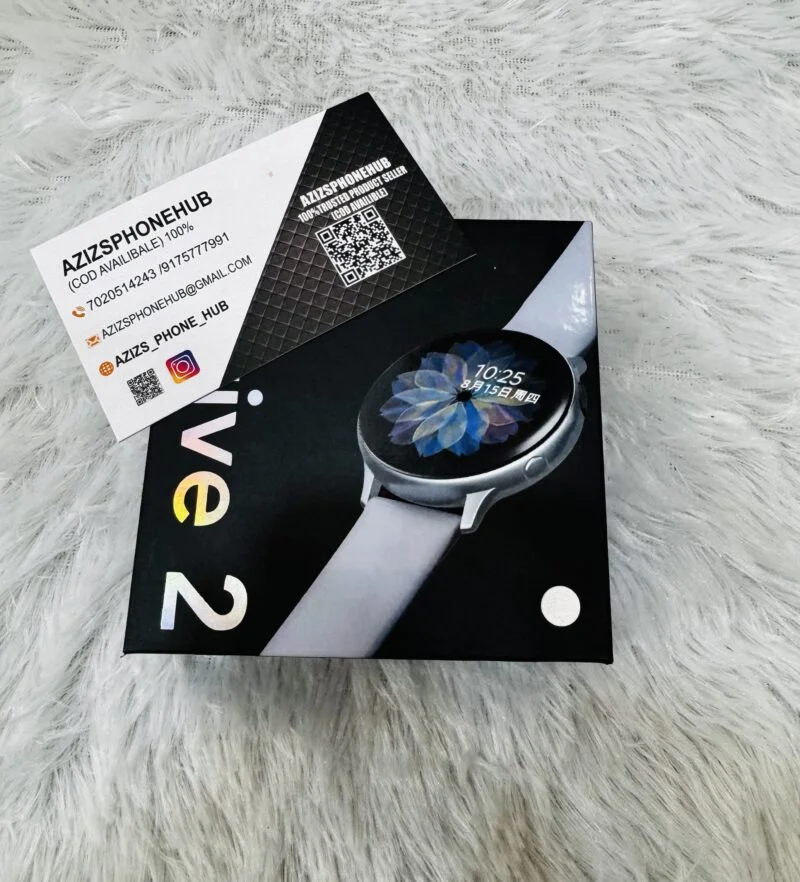 AZIZSPHONEHUB
(COD AVAILIBALE) 100%
7020514243 /9175777991
AZIZSPHONEHUB@GMAIL.COM
AZIZS_PHONE_HUB
AZIZSPHONEHUB
100%TRUSTED PRODUCT SELLER
(COD AVAILIBLE)
10:25
8月15日 周四
ive 2